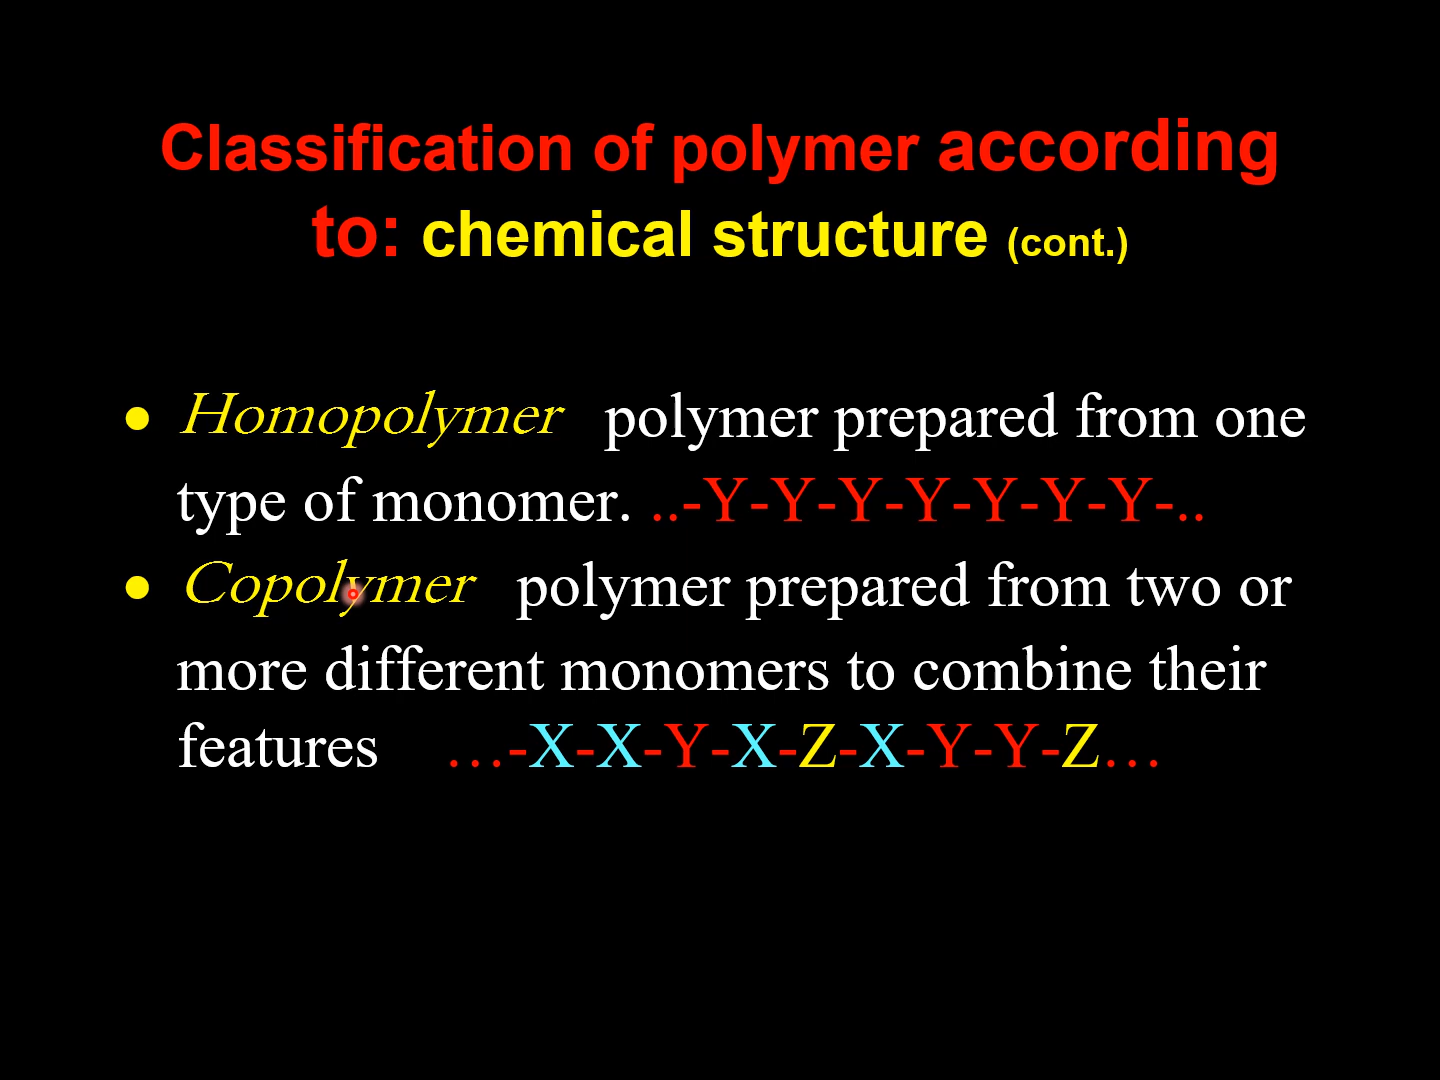 Classification of polymer according
to: chemical structure (cont.)
● Homopolymer polymer prepared from one
type of monomer. ..-Y-Y-Y-Y-Y-Y-Y-..
● Copolymer polymer prepared from two or
more different monomers to combine their
features …-X-X-Y-X-Z-X-Y-Y-Z…